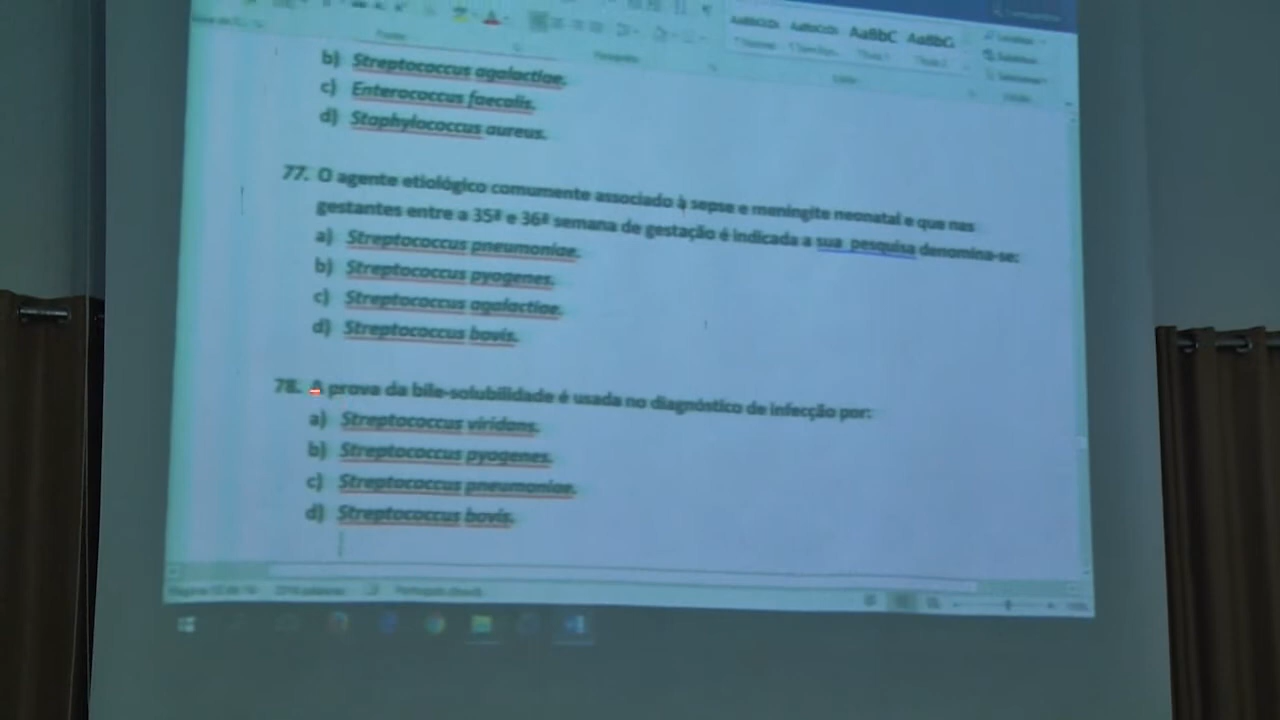 AaBbC AaBbC
b) Streptococcus agalactiae.
c) Enterococcus faecalis.
d) Staphylococcus aureus.
77. O agente etiológico comumente associado à sepse e meningite neonatal e que nas
gestantes entre a 35ª e 36ª semana de gestação é indicada a sua pesquisa denomina-se:
a) Streptococcus pneumoniae.
b) Streptococcus pyogenes.
c) Streptococcus agalactiae.
d) Streptococcus bovis.
78. A prova da bile-solubilidade é usada no diagnóstico de infecção por:
a) Streptococcus viridans.
b) Streptococcus pyogenes.
c) Streptococcus pneumoniae.
d) Streptococcus bovis.